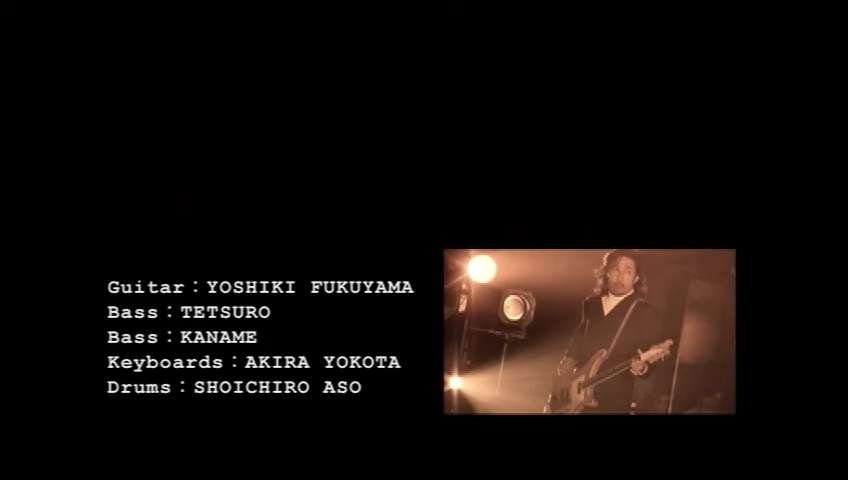 Guitar：YOSHIKI FUKUYAMA
Bass：TETSURO
Bass：KANAME
Keyboards：AKIRA YOKOTA
Drums：SHOICHIRO ASO